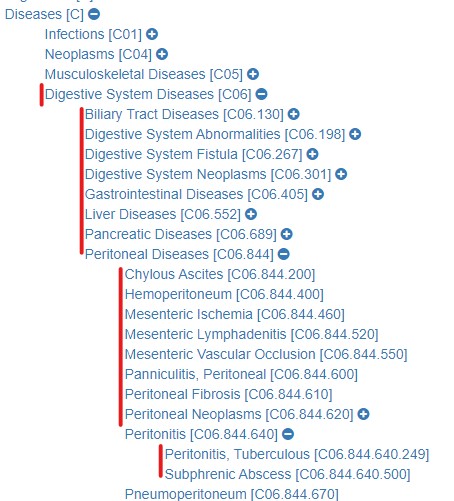 Diseases [C]
Infections [C01]
Neoplasms [C04]
Musculoskeletal Diseases [C05]
Digestive System Diseases [C06]
Biliary Tract Diseases [C06.130]
Digestive System Abnormalities [C06.198]
Digestive System Fistula [C06.267]
Digestive System Neoplasms [C06.301]
Gastrointestinal Diseases [C06.405]
Liver Diseases [C06.552]
Pancreatic Diseases [C06.689]
Peritoneal Diseases [C06.844]
Chylous Ascites [C06.844.200]
Hemoperitoneum [C06.844.400]
Mesenteric Ischemia [C06.844.460]
Mesenteric Lymphadenitis [C06.844.520]
Mesenteric Vascular Occlusion [C06.844.550]
Panniculitis, Peritoneal [C06.844.600]
Peritoneal Fibrosis [C06.844.610]
Peritoneal Neoplasms [C06.844.620]
Peritonitis [C06.844.640]
Peritonitis, Tuberculous [C06.844.640.249]
Subphrenic Abscess [C06.844.640.500]
Pneumoperitoneum [C06.844.670]